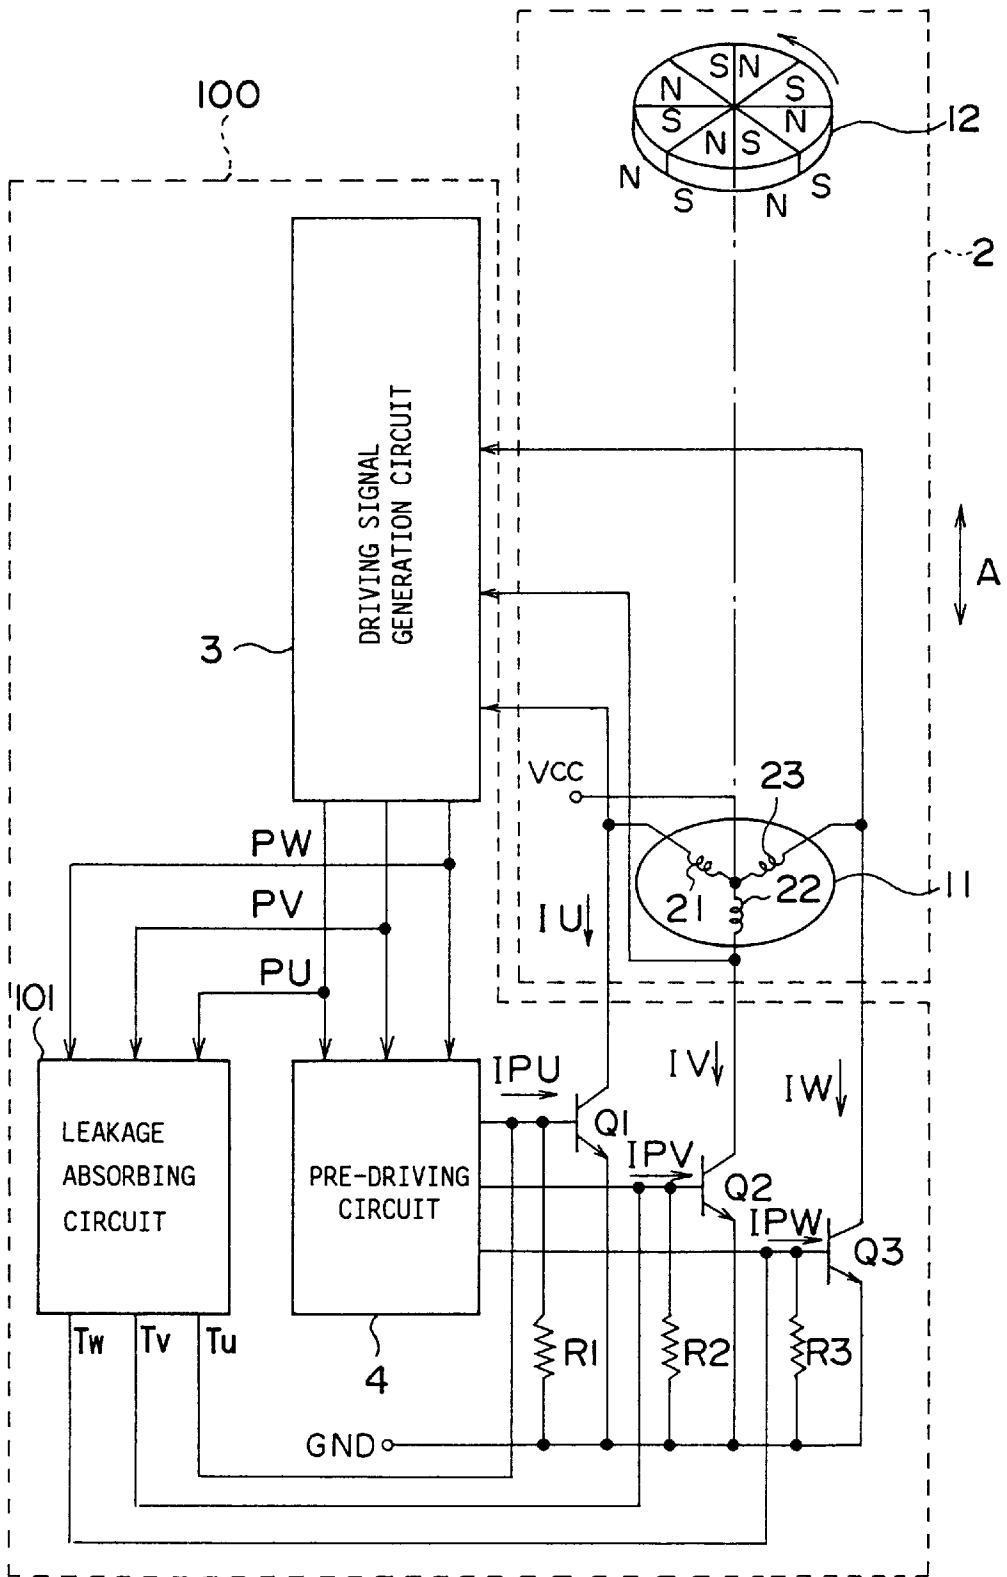 100
S N
N S
S N
N S
N S N S
12
2
DRIVING SIGNAL
GENERATION CIRCUIT
A
3
VCC
23
PW
11
21 22
PV
IU
PU
101
IPU
IV
IW
LEAKAGE
ABSORBING
CIRCUIT
PRE-DRIVING
CIRCUIT
Q1
IPV
Q2
IPW
Q3
Tw Tv Tu
4
R1 R2 R3
GND